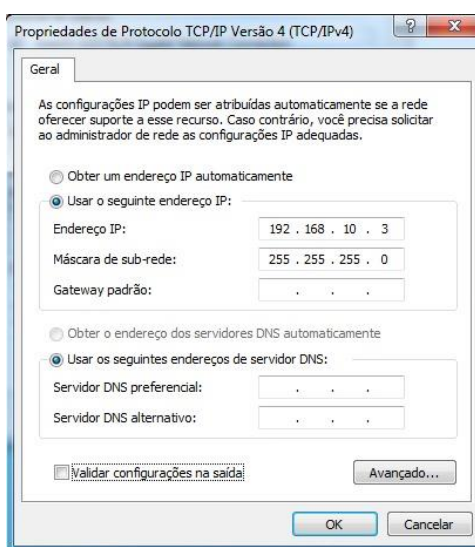 Propriedades de Protocolo TCP/IP Versão 4 (TCP/IPv4)
Geral
As configurações IP podem ser atribuídas automaticamente se a rede
oferecer suporte a esse recurso. Caso contrário, você precisa solicitar
ao administrador de rede as configurações IP adequadas.
Obter um endereço IP automaticamente
Usar o seguinte endereço IP:
Endereço IP: 192 . 168 . 10 . 3
Máscara de sub-rede: 255 . 255 . 255 . 0
Gateway padrão: . . .
Obter o endereço dos servidores DNS automaticamente
Usar os seguintes endereços de servidor DNS:
Servidor DNS preferencial: . . .
Servidor DNS alternativo: . . .
Validar configurações na saída
Avançado...
OK Cancelar